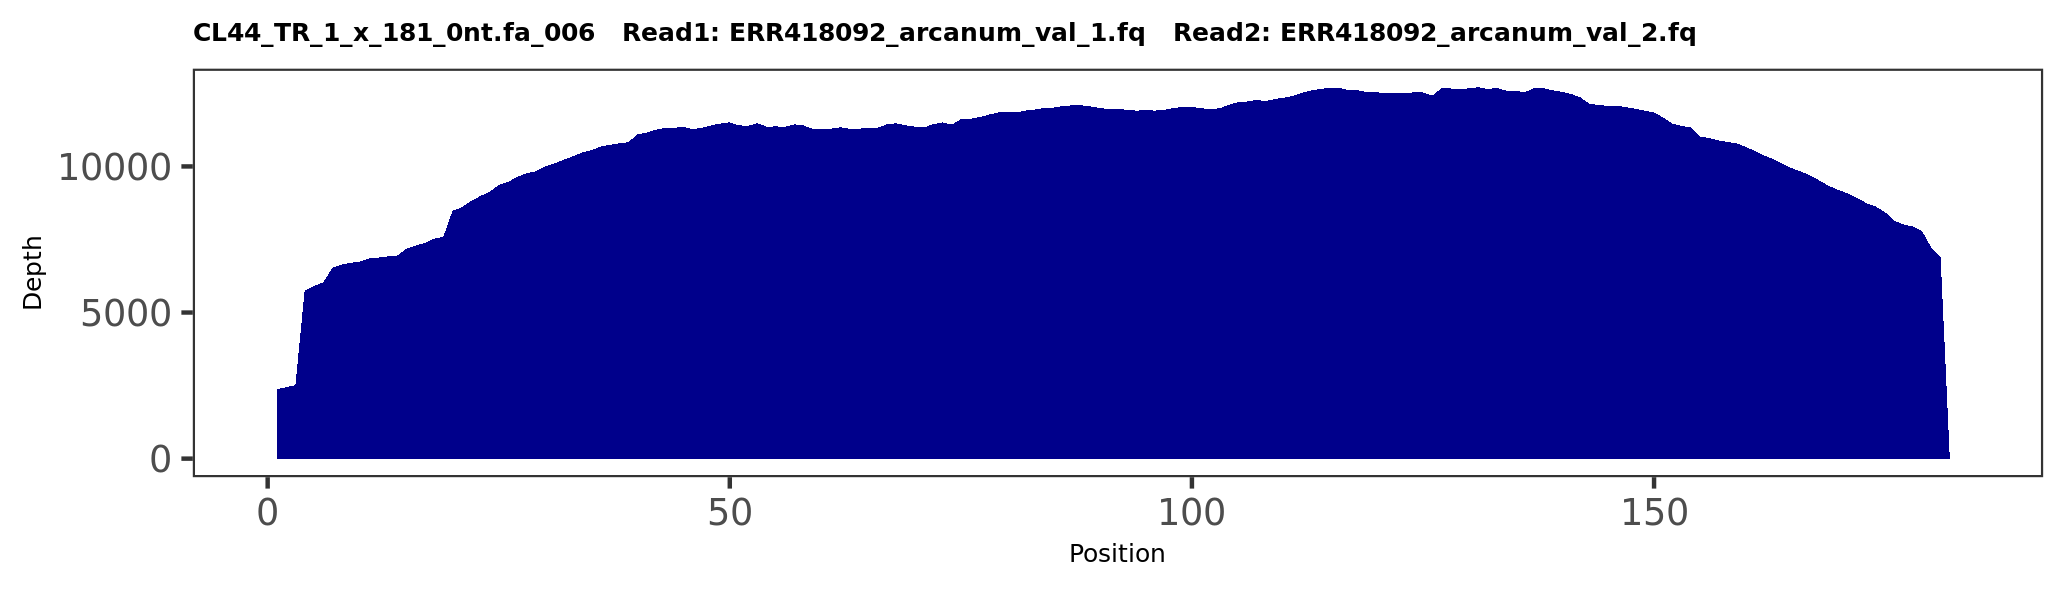 CL44_TR_1_x_181_0nt.fa_006   Read1: ERR418092_arcanum_val_1.fq   Read2: ERR418092_arcanum_val_2.fq
Depth
10000
5000
0
0 50 100 150
Position